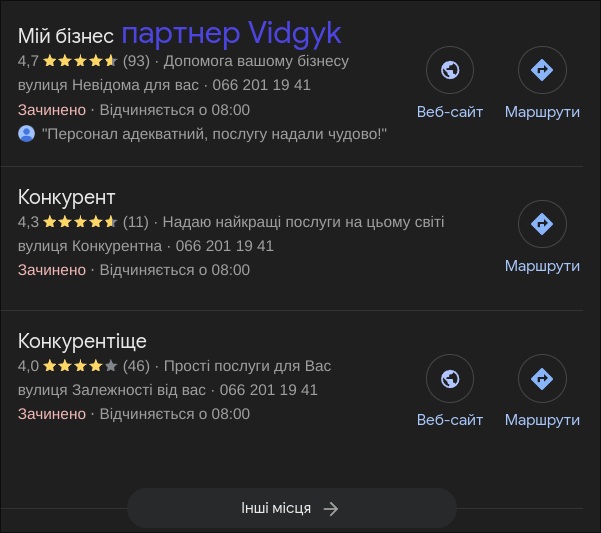 Мій бізнес партнер Vidgyk
4,7 (93) · Допомога вашому бізнесу
вулиця Невідома для вас · 066 201 19 41
Зачинено · Відчиняється о 08:00
"Персонал адекватний, послугу надали чудово!"
Веб-сайт
Маршрути
Конкурент
4,3 (11) · Надаю найкращі послуги на цьому світі
вулиця Конкурентна · 066 201 19 41
Зачинено · Відчиняється о 08:00
Маршрути
Конкурентіще
4,0 (46) · Прості послуги для Вас
вулиця Залежності від вас · 066 201 19 41
Зачинено · Відчиняється о 08:00
Веб-сайт
Маршрути
Інші місця